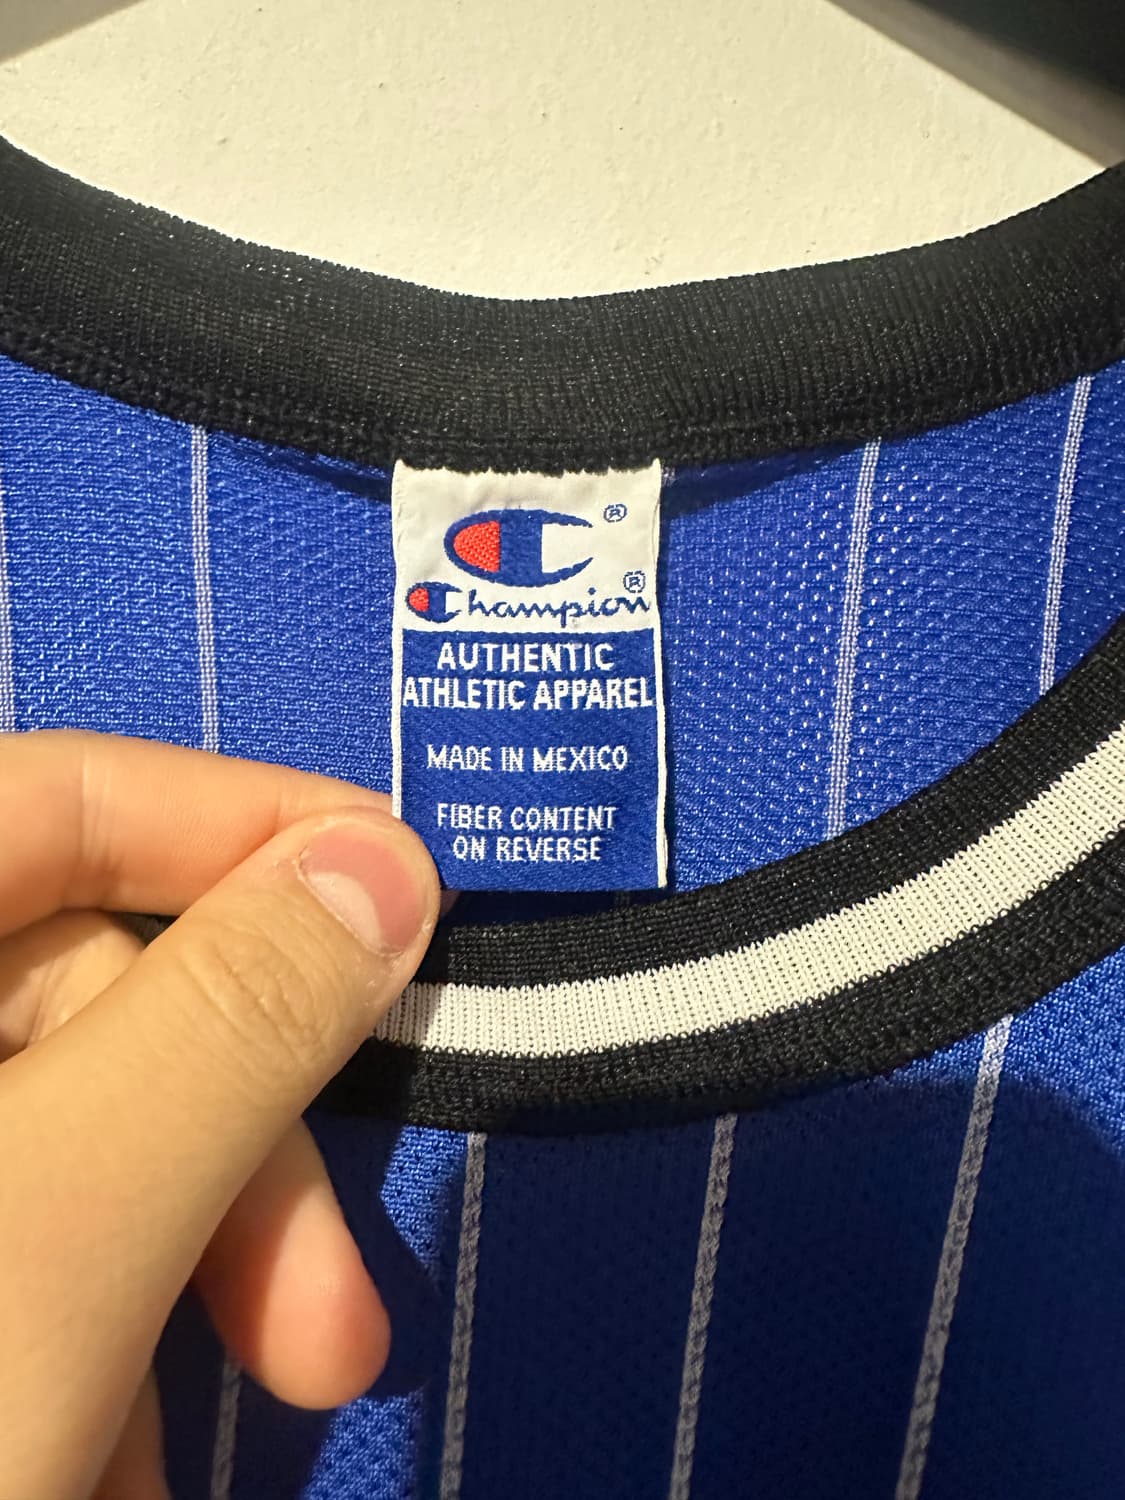 ®
Champion®
AUTHENTIC
ATHLETIC APPAREL
MADE IN MEXICO
FIBER CONTENT
ON REVERSE